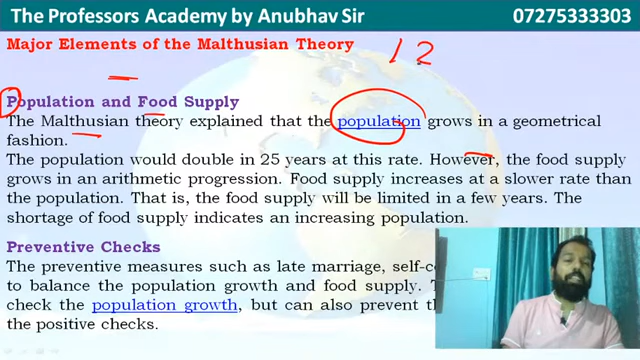 The Professors Academy by Anubhav Sir 07275333303
Major Elements of the Malthusian Theory
1 2
Population and Food Supply
The Malthusian theory explained that the population grows in a geometrical
fashion.
The population would double in 25 years at this rate. However, the food supply
grows in an arithmetic progression. Food supply increases at a slower rate than
the population. That is, the food supply will be limited in a few years. The
shortage of food supply indicates an increasing population.
Preventive Checks
The preventive measures such as late marriage,
to balance the population growth and food supply.
check the population growth, but can also prevent
the positive checks.